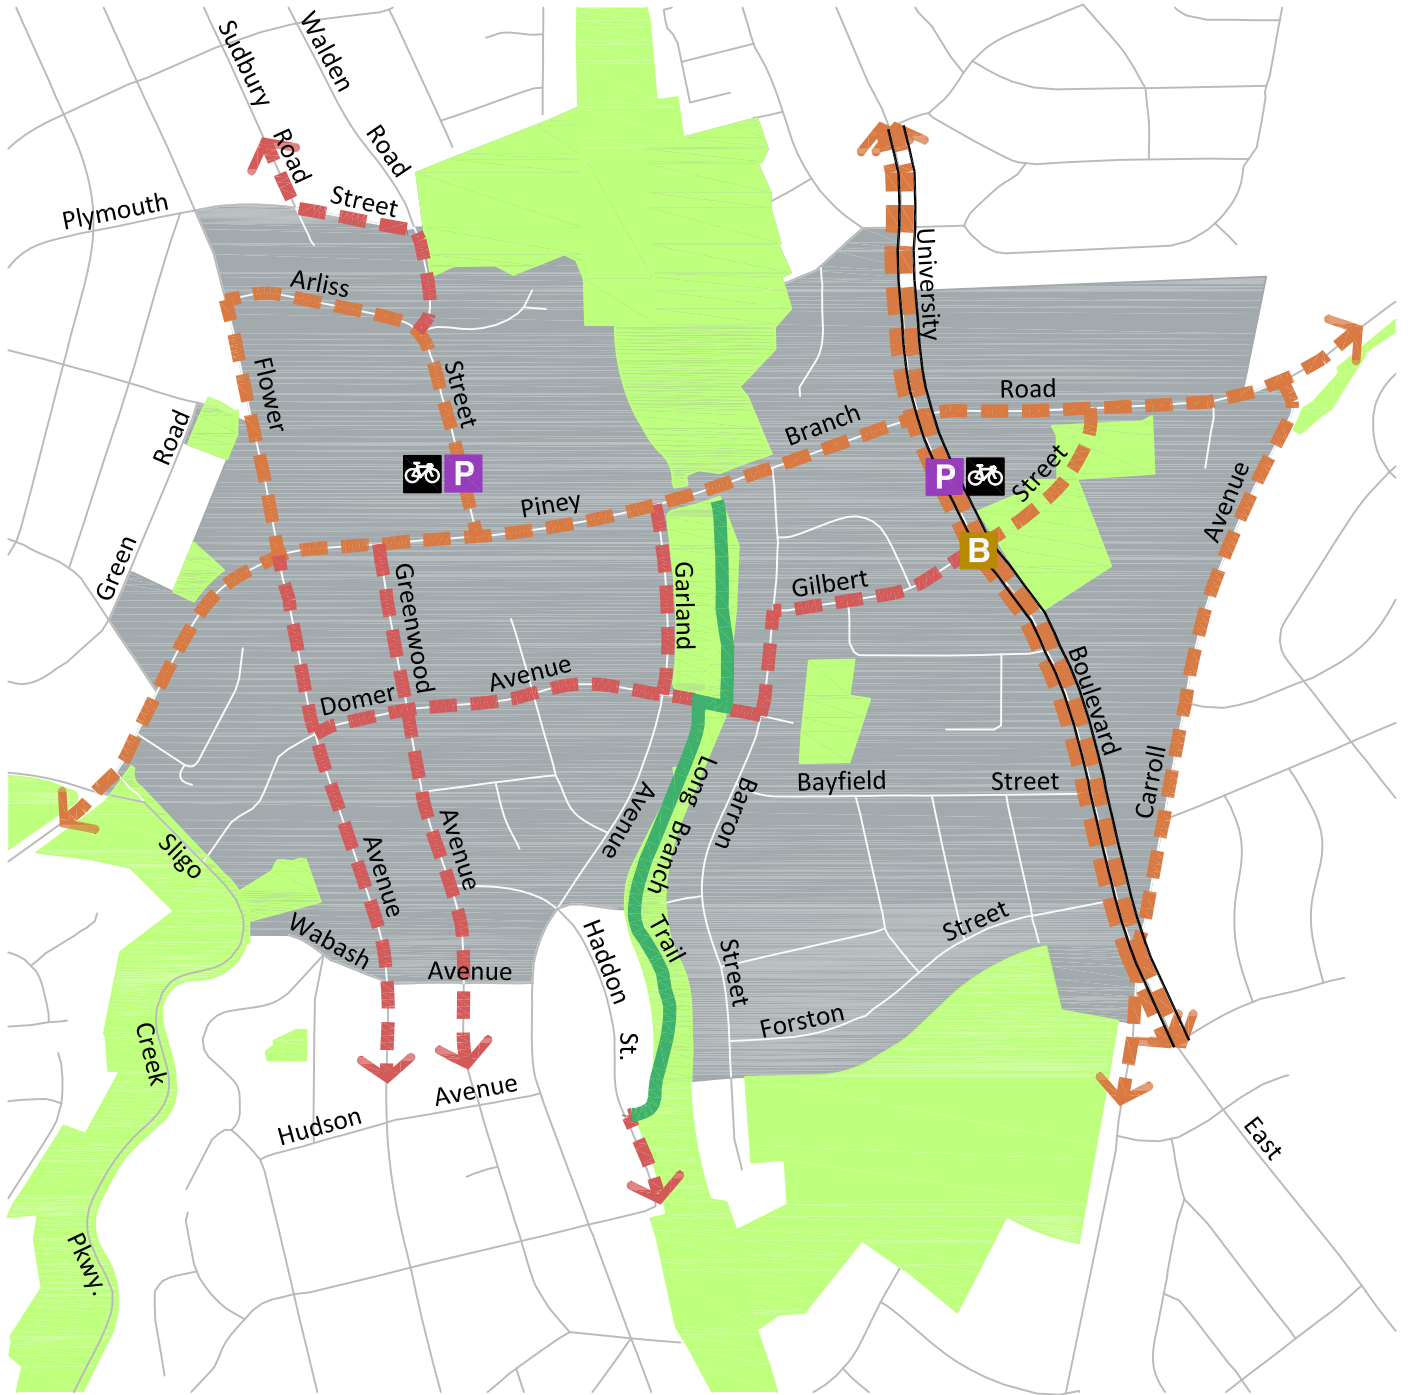 Sudbury
Road
Walden
Road
Plymouth
Street
University
Arliss
Street
Flower
Road
Branch
Road
Green
P
P
Piney
Street
Avenue
B
Garland
Greenwood
Gilbert
Domer
Avenue
Boulevard
Long
Branch
Trail
Bayfield
Street
Barron
Street
Carroll
Sligo
Avenue
Avenue
Avenue
Wabash
Avenue
Haddon
St.
Street
Forston
Creek
Hudson
Avenue
East
Pkwy.